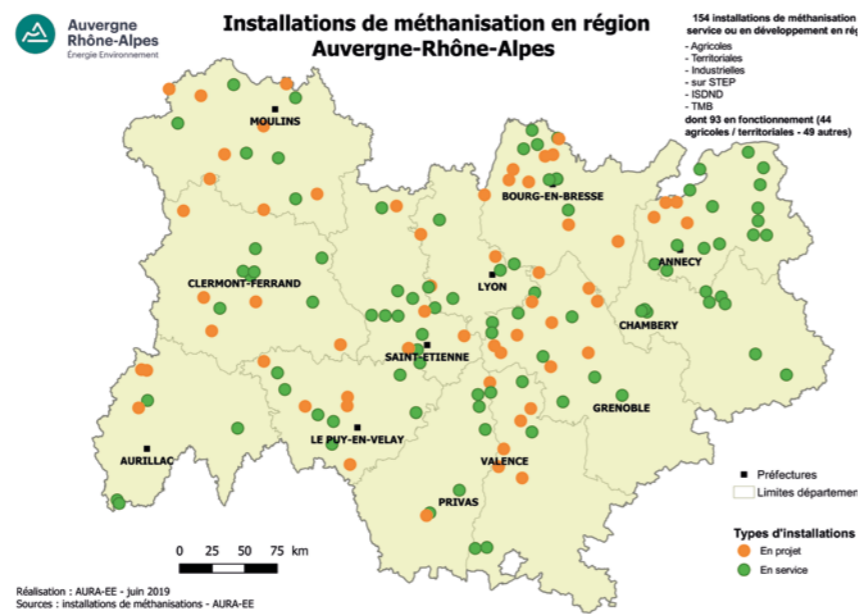 Auvergne
Rhône-Alpes
Énergie Environnement
Installations de méthanisation en région
Auvergne-Rhône-Alpes
154 installations de méthanisation
service ou en développement en ré
- Agricoles
- Territoriales
- Industrielles
- sur STEP
- ISDND
- TMB
dont 93 en fonctionnement (44
agricoles / territoriales - 49 autres)
MOULINS
BOURG-EN-BRESSE
ANNECY
CLERMONT-FERRAND
LYON
CHAMBERY
SAINT-ETIENNE
GRENOBLE
LE PUY-EN-VELAY
AURILLAC
VALENCE
PRIVAS
Préfectures
Limites département
Types d'installations
En projet
En service
0 25 50 75 km
Réalisation : AURA-EE - juin 2019
Sources : installations de méthanisations - AURA-EE